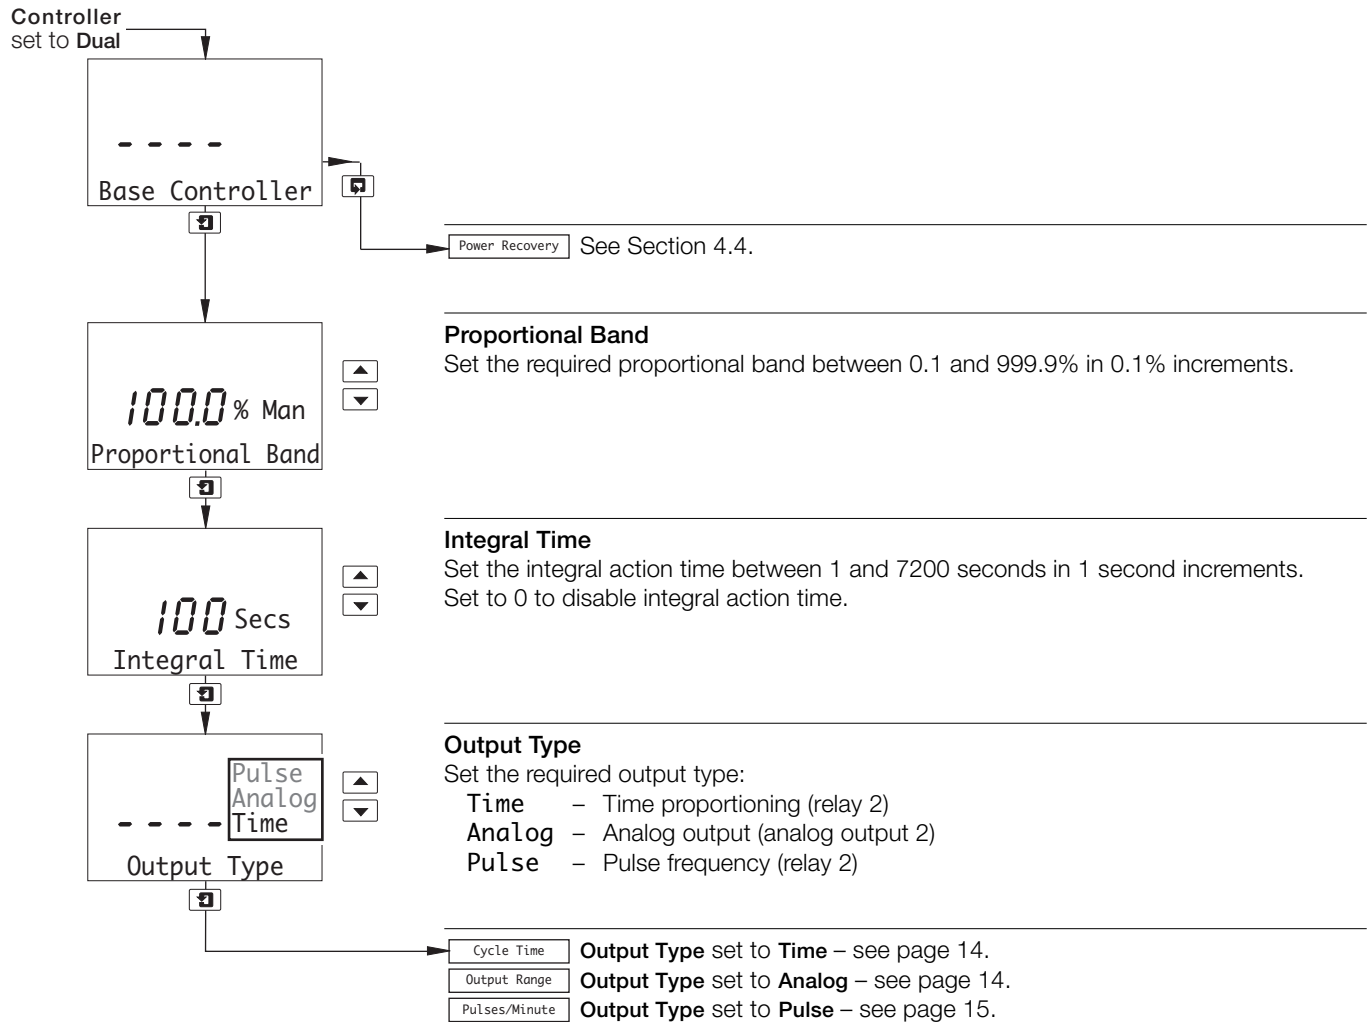 Controller
set to Dual
- - - -
Base Controller
Power Recovery See Section 4.4.
100.0 % Man
Proportional Band
Proportional Band
Set the required proportional band between 0.1 and 999.9% in 0.1% increments.
100 Secs
Integral Time
Integral Time
Set the integral action time between 1 and 7200 seconds in 1 second increments.
Set to 0 to disable integral action time.
Pulse
Analog
- - - - Time
Output Type
Output Type
Set the required output type:
Time – Time proportioning (relay 2)
Analog – Analog output (analog output 2)
Pulse – Pulse frequency (relay 2)
Cycle Time Output Type set to Time – see page 14.
Output Range Output Type set to Analog – see page 14.
Pulses/Minute Output Type set to Pulse – see page 15.